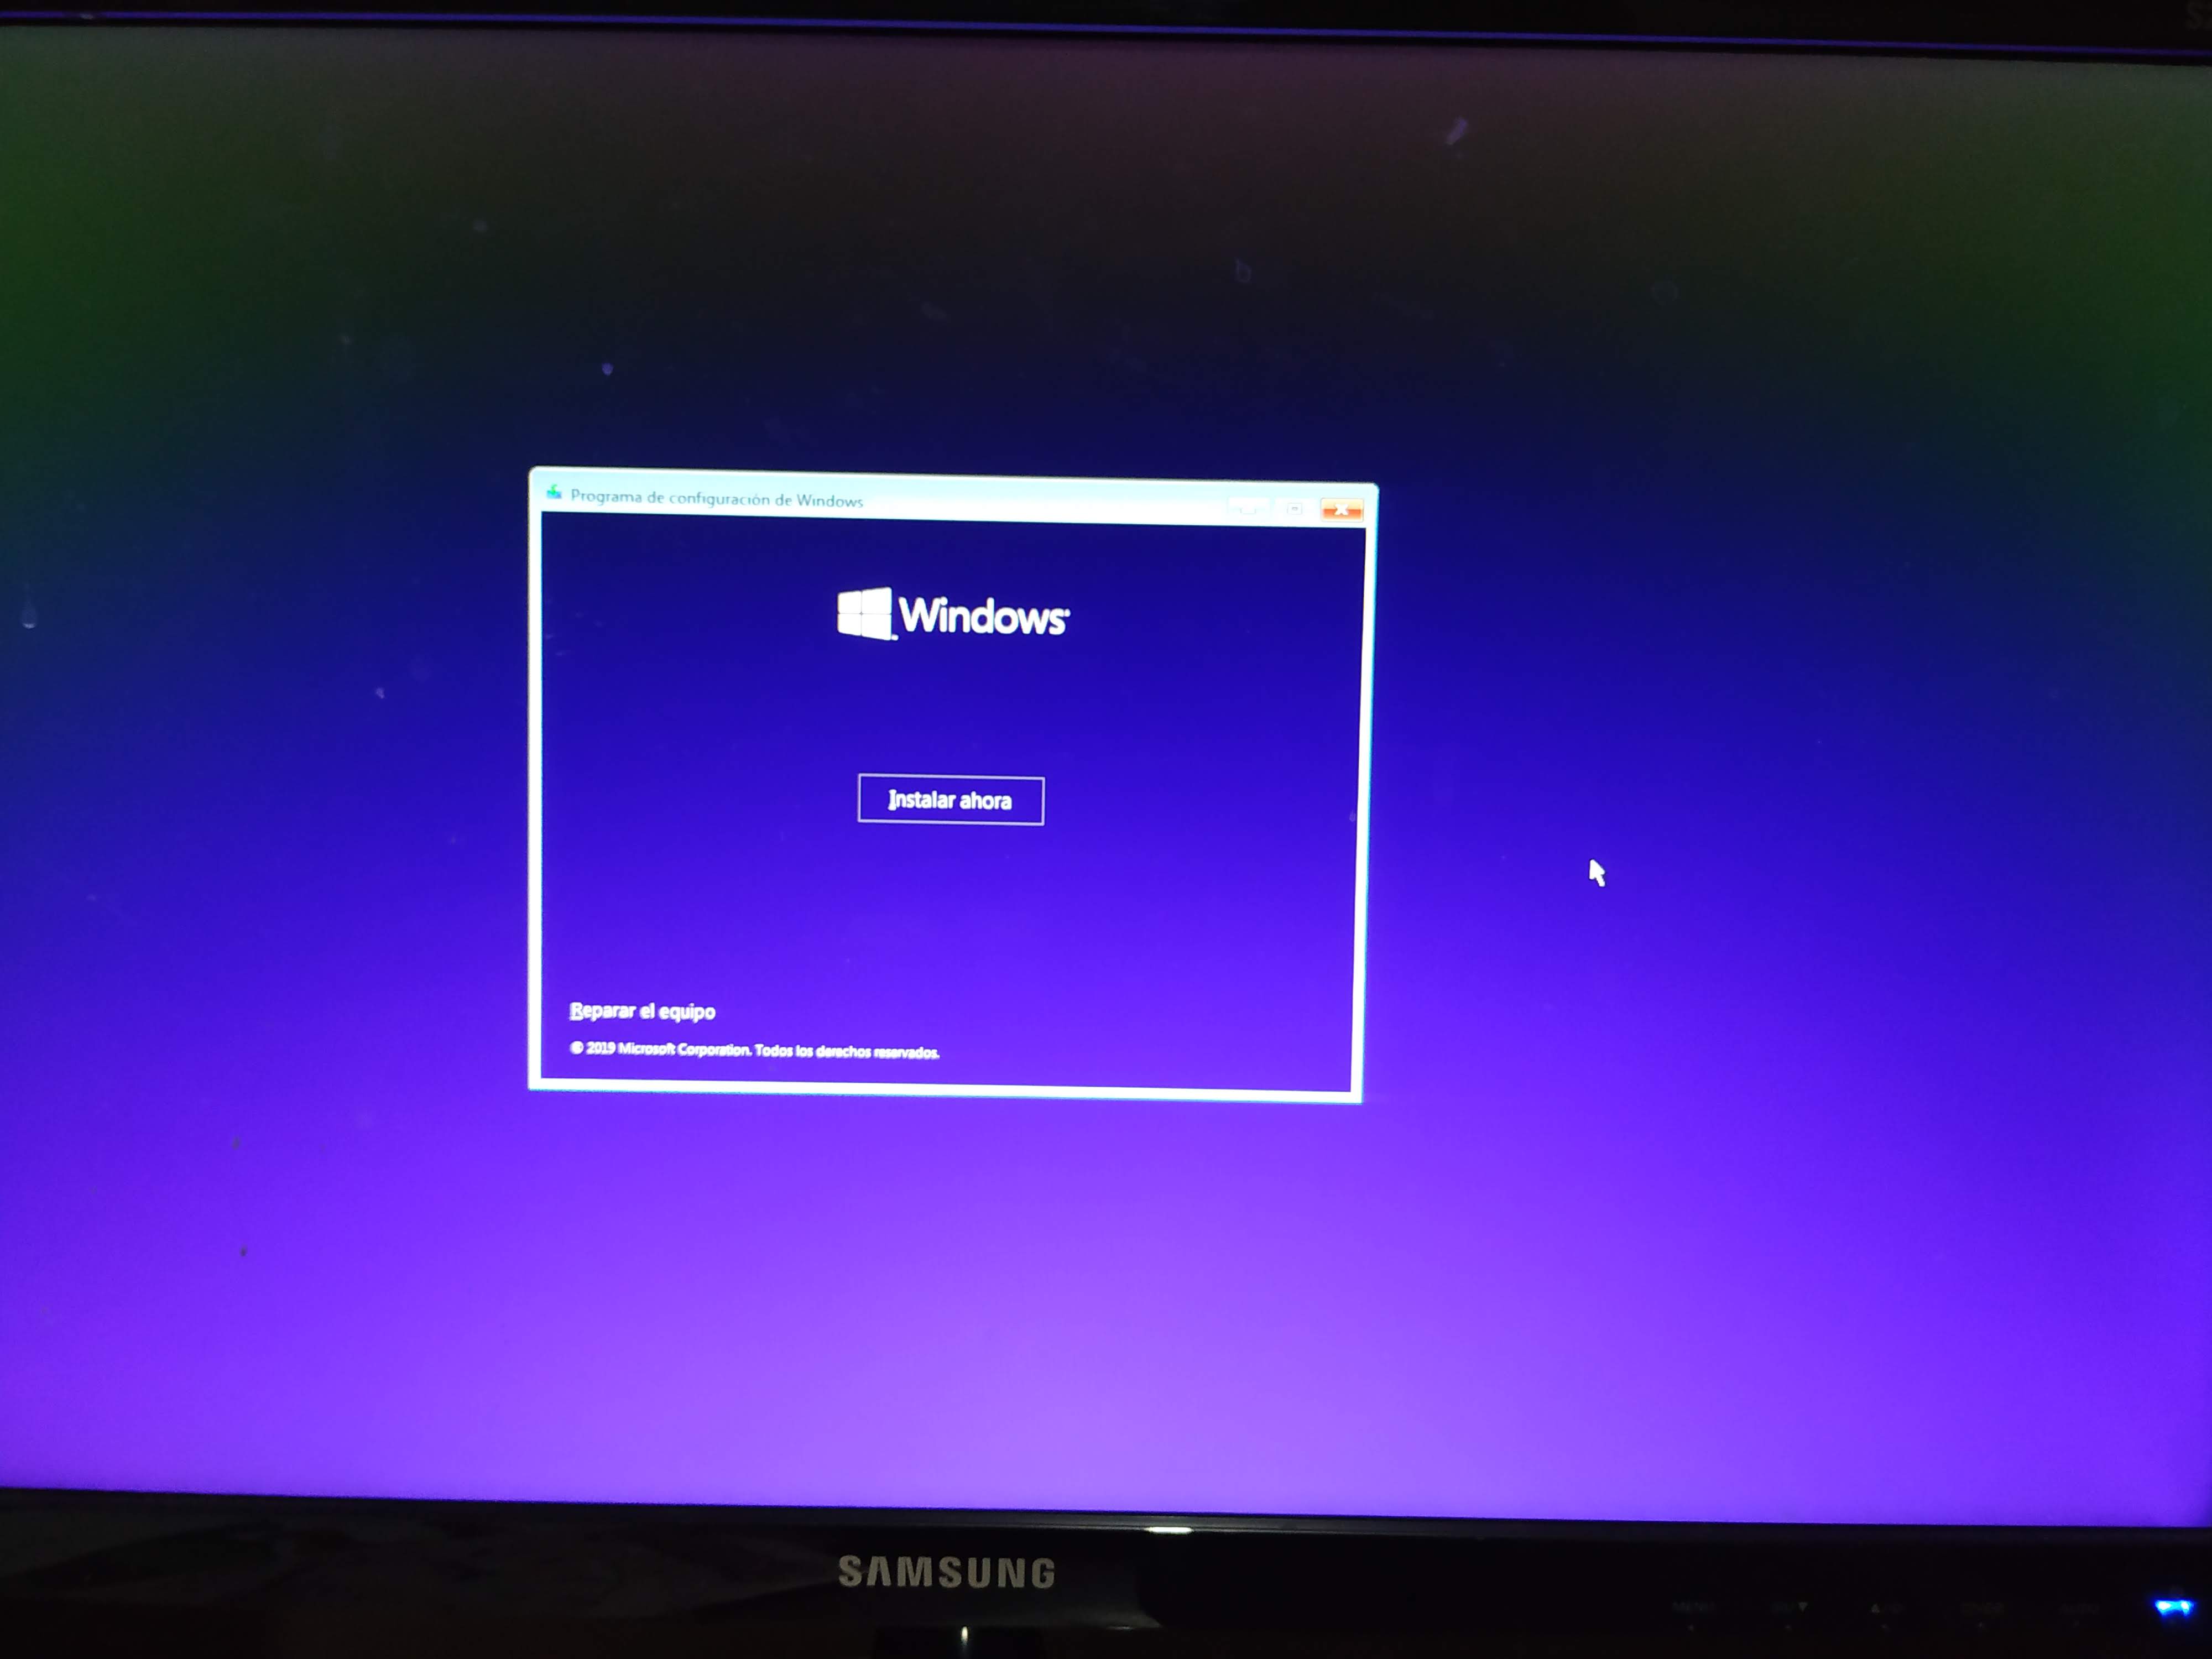 Programa de configuración de Windows
Windows
Instalar ahora
Reparar el equipo
© 2019 Microsoft Corporation. Todos los derechos reservados.
SAMSUNG
MENU